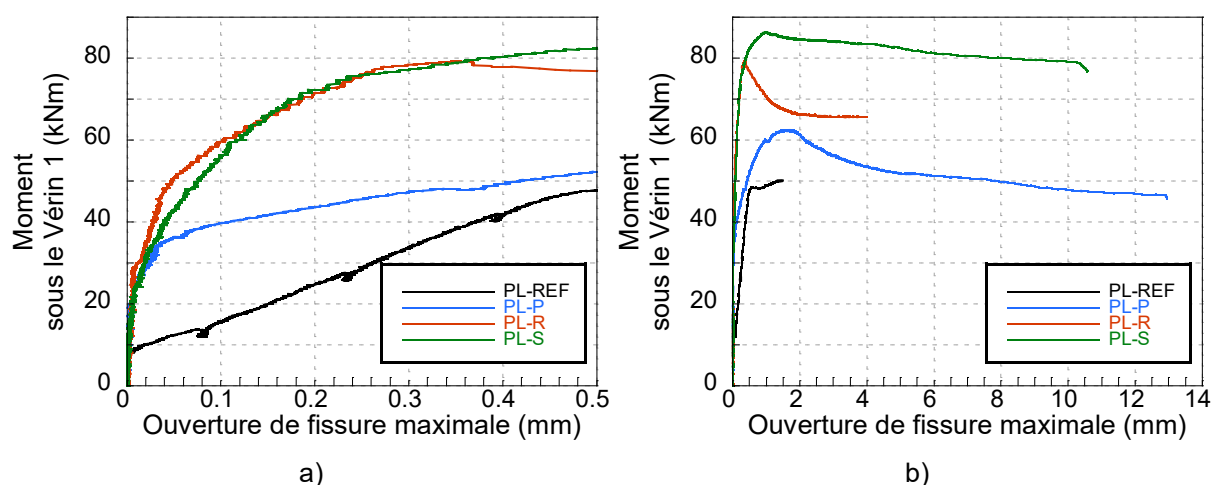 80
60
40
20
0
Moment
sous le Vérin 1 (kNm)
PL-REF
PL-P
PL-R
PL-S
0 0.1 0.2 0.3 0.4 0.5
Ouverture de fissure maximale (mm)
a)
80
60
40
20
0
Moment
sous le Vérin 1 (kNm)
PL-REF
PL-P
PL-R
PL-S
0 2 4 6 8 10 12 14
Ouverture de fissure maximale (mm)
b)